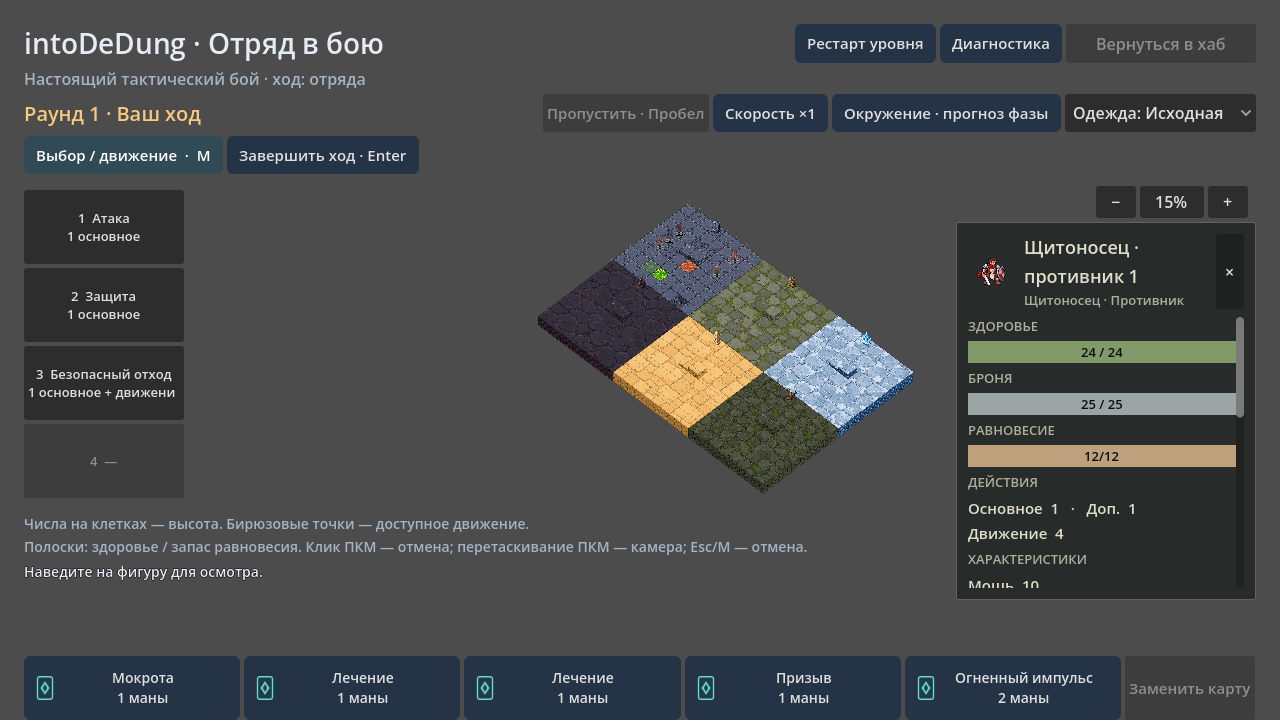 intoDeDung · Отряд в бою
Рестарт уровня
Диагностика
Вернуться в хаб
Настоящий тактический бой · ход: отряда
Раунд 1 · Ваш ход
Пропустить · Пробел
Скорость ×1
Окружение · прогноз фазы
Одежда: Исходная
Выбор / движение · M
Завершить ход · Enter
1 Атака
1 основное
2 Защита
1 основное
3 Безопасный отход
1 основное + движени
4 —
− 15% +
Щитоносец ·
противник 1
×
Щитоносец · Противник
ЗДОРОВЬЕ
24 / 24
БРОНЯ
25 / 25
РАВНОВЕСИЕ
12/12
ДЕЙСТВИЯ
Основное 1 · Доп. 1
Движение 4
ХАРАКТЕРИСТИКИ
Мощь 10
Числа на клетках — высота. Бирюзовые точки — доступное движение.
Полоски: здоровье / запас равновесия. Клик ПКМ — отмена; перетаскивание ПКМ — камера; Esc/M — отмена.
Наведите на фигуру для осмотра.
Мокрота
1 маны
Лечение
1 маны
Лечение
1 маны
Призыв
1 маны
Огненный импульс
2 маны
Заменить карту